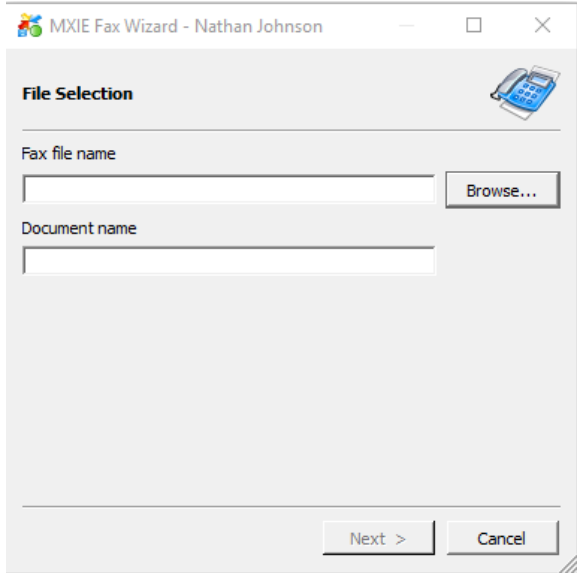 MXIE Fax Wizard - Nathan Johnson
File Selection
Fax file name
Browse...
Document name
Next >
Cancel